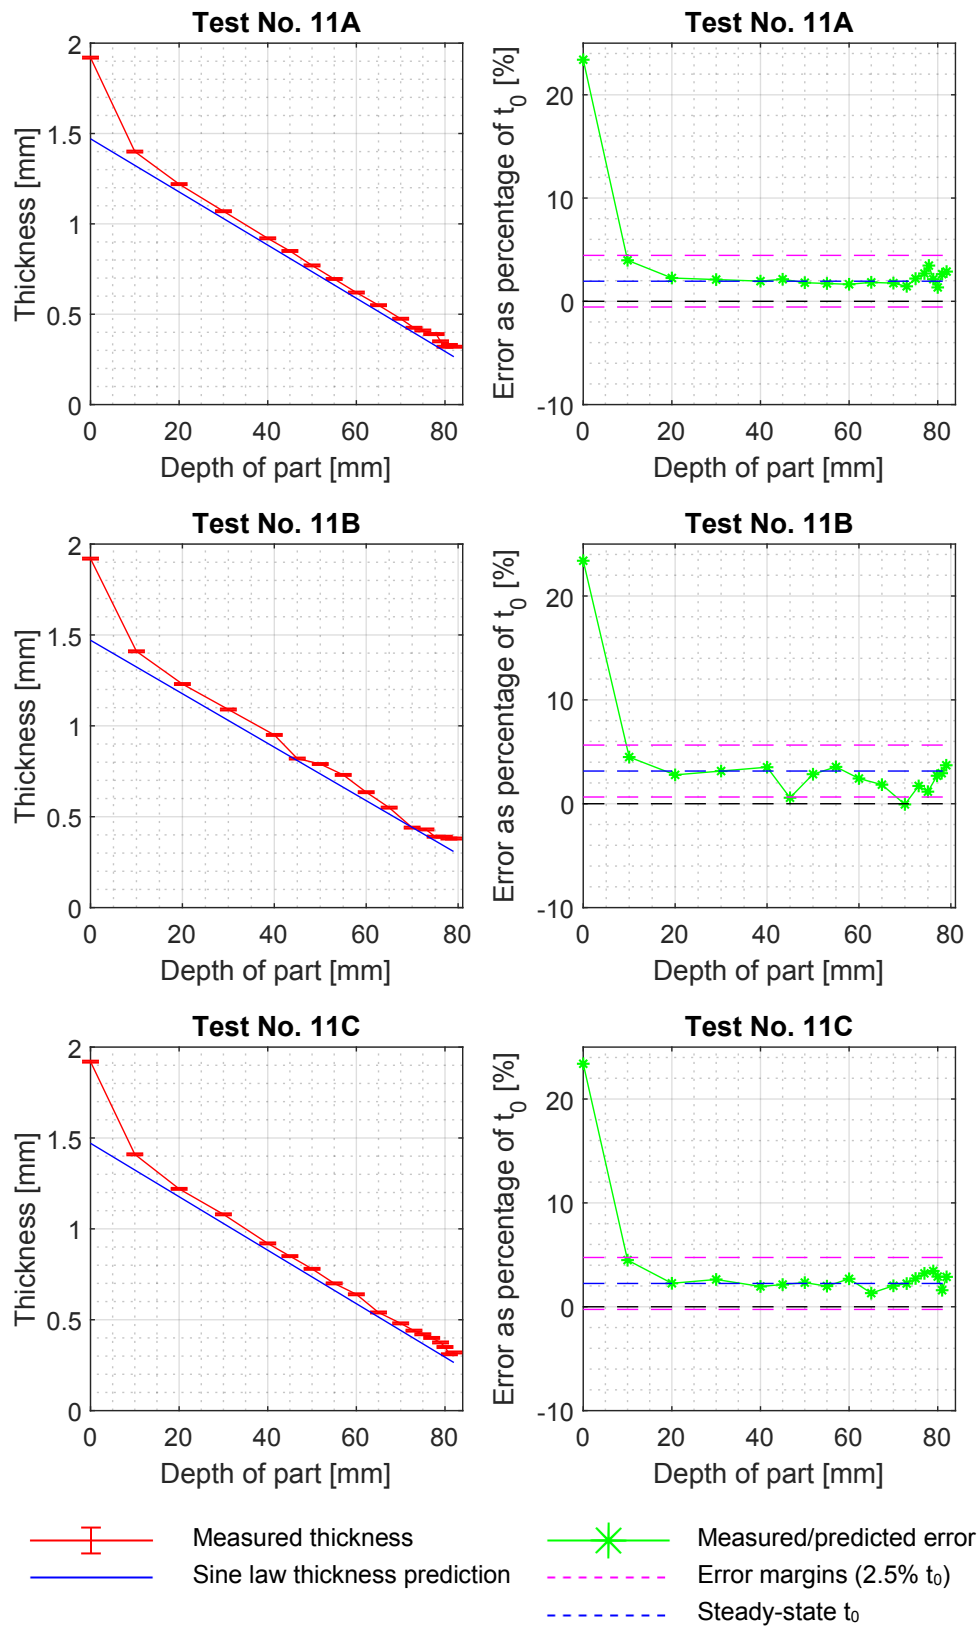 Test No. 11A
Thickness [mm]
2
1.5
1
0.5
0
0 20 40 60 80
Depth of part [mm]
Test No. 11A
Error as percentage of t₀ [%]
20
10
0
-10
0 20 40 60 80
Depth of part [mm]
Test No. 11B
Thickness [mm]
2
1.5
1
0.5
0
0 20 40 60 80
Depth of part [mm]
Test No. 11B
Error as percentage of t₀ [%]
20
10
0
-10
0 20 40 60 80
Depth of part [mm]
Test No. 11C
Thickness [mm]
2
1.5
1
0.5
0
0 20 40 60 80
Depth of part [mm]
Test No. 11C
Error as percentage of t₀ [%]
20
10
0
-10
0 20 40 60 80
Depth of part [mm]
Measured thickness
Sine law thickness prediction
Measured/predicted error
Error margins (2.5% t₀)
Steady-state t₀